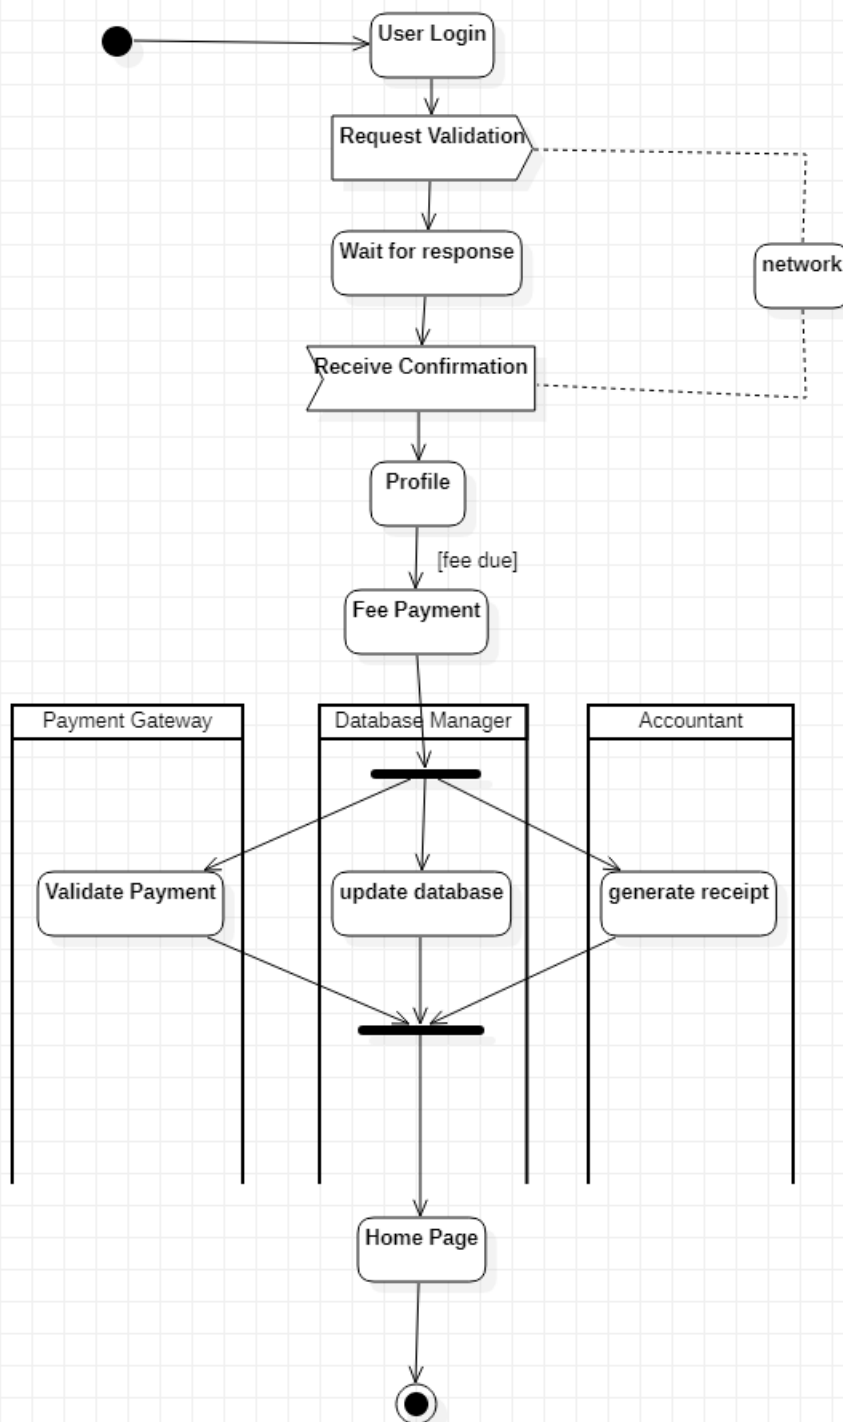 User Login
Request Validation
Wait for response
network
Receive Confirmation
Profile
[fee due]
Fee Payment
Payment Gateway
Database Manager
Accountant
Validate Payment
update database
generate receipt
Home Page